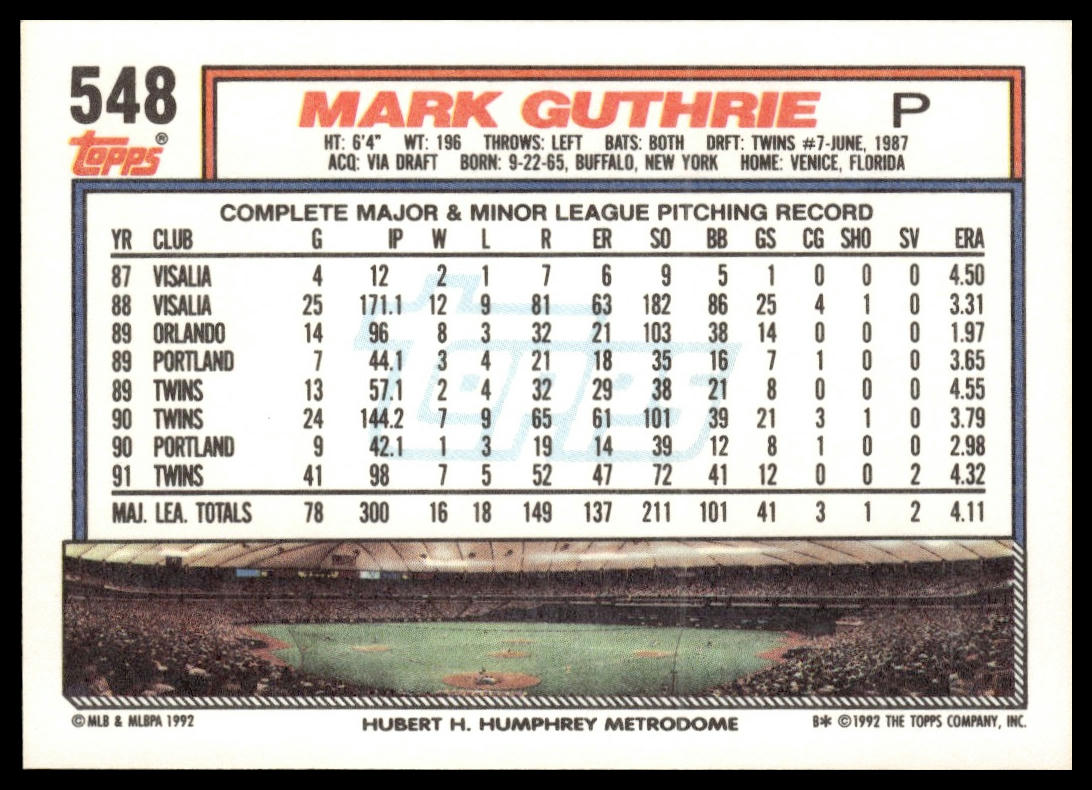 548
Topps®
MARK GUTHRIE P
HT: 6'4" WT: 196 THROWS: LEFT BATS: BOTH DRFT: TWINS #7-JUNE, 1987
ACQ: VIA DRAFT BORN: 9-22-65, BUFFALO, NEW YORK HOME: VENICE, FLORIDA
COMPLETE MAJOR & MINOR LEAGUE PITCHING RECORD
YR CLUB G IP W L R ER SO BB GS CG SHO SV ERA
87 VISALIA 4 12 2 1 7 6 9 5 1 0 0 0 4.50
88 VISALIA 25 171.1 12 9 81 63 182 86 25 4 1 0 3.31
89 ORLANDO 14 96 8 3 32 21 103 38 14 0 0 0 1.97
89 PORTLAND 7 44.1 3 4 21 18 35 16 7 1 0 0 3.65
89 TWINS 13 57.1 2 4 32 29 38 21 8 0 0 0 4.55
90 TWINS 24 144.2 7 9 65 61 101 39 21 3 1 0 3.79
90 PORTLAND 9 42.1 1 3 19 14 39 12 8 1 0 0 2.98
91 TWINS 41 98 7 5 52 47 72 41 12 0 0 2 4.32
MAJ. LEA. TOTALS 78 300 16 18 149 137 211 101 41 3 1 2 4.11
Topps
©MLB & MLBPA 1992 HUBERT H. HUMPHREY METRODOME B* ©1992 THE TOPPS COMPANY, INC.